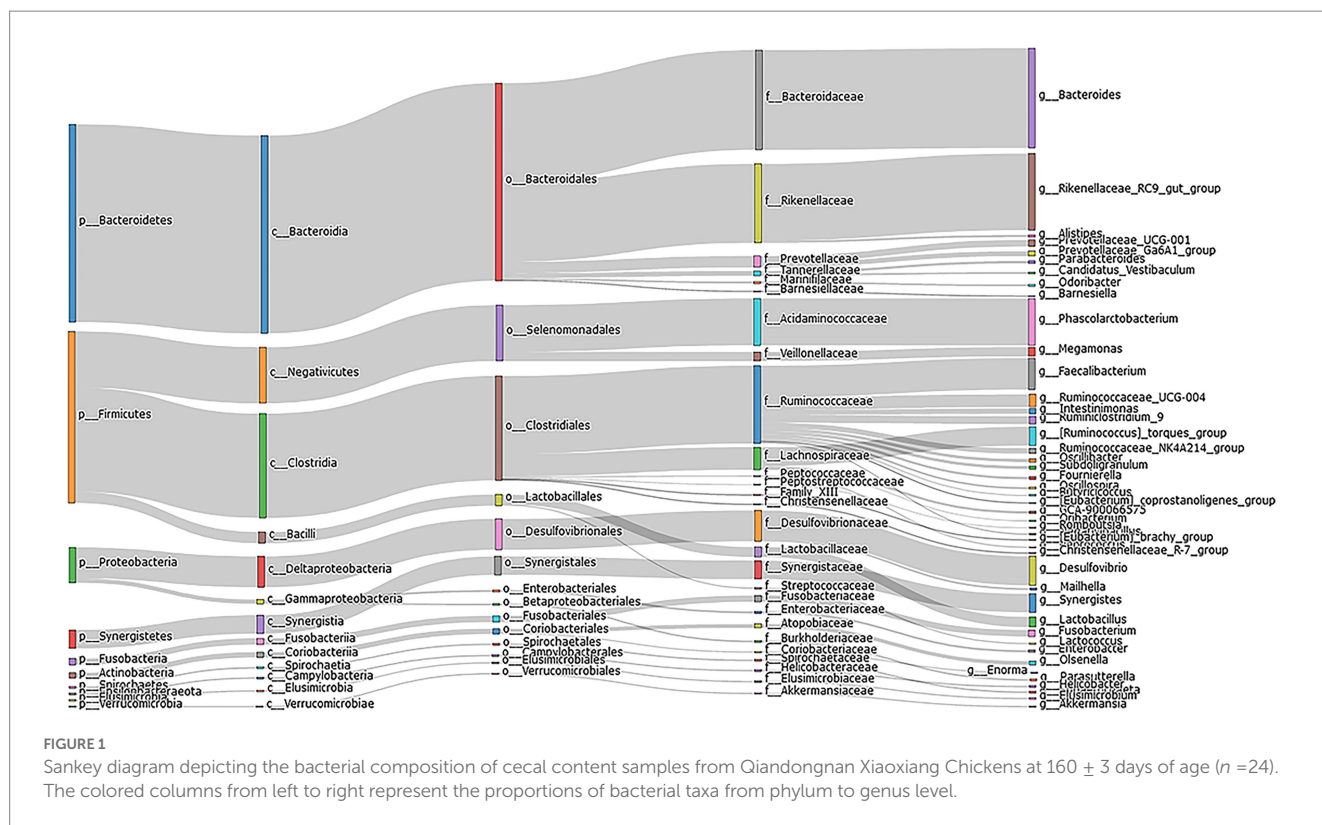 p__Bacteroidetes
p__Firmicutes
p__Proteobacteria
p__Synergistetes
p__Fusobacteria
p__Actinobacteria
p__Spirochaetes
p__Epsilonbacteraeota
p__Elusimicrobia
p__Verrucomicrobia
c__Bacteroidia
c__Negativicutes
c__Clostridia
c__Bacilli
c__Deltaproteobacteria
c__Gammaproteobacteria
c__Synergistia
c__Fusobacteriia
c__Coriobacteriia
c__Spirochaetia
c__Campylobacteria
c__Elusimicrobia
c__Verrucomicrobiae
o__Bacteroidales
o__Selenomonadales
o__Clostridiales
o__Lactobacillales
o__Desulfovibrionales
o__Synergistales
o__Enterobacteriales
o__Betaproteobacteriales
o__Fusobacteriales
o__Coriobacteriales
o__Spirochaetales
o__Campylobacterales
o__Elusimicrobiales
o__Verrucomicrobiales
f__Bacteroidaceae
f__Rikenellaceae
f__Prevotellaceae
f__Tannerellaceae
f__Marinifilaceae
f__Barnesiellaceae
f__Acidaminococcaceae
f__Veillonellaceae
f__Ruminococcaceae
f__Lachnospiraceae
f__Peptococcaceae
f__Peptostreptococcaceae
f__Family_XIII
f__Christensenellaceae
f__Desulfovibrionaceae
f__Lactobacillaceae
f__Synergistaceae
f__Streptococcaceae
f__Fusobacteriaceae
f__Enterobacteriaceae
f__Atopobiaceae
f__Burkholderiaceae
f__Coriobacteriaceae
f__Spirochaetaceae
f__Helicobacteraceae
f__Elusimicrobiaceae
f__Akkermansiaceae
g__Bacteroides
g__Rikenellaceae_RC9_gut_group
g__Alistipes
g__Prevotellaceae_UCG-001
g__Prevotellaceae_Ga6A1_group
g__Parabacteroides
g__Candidatus_Vestibaculum
g__Odoribacter
g__Barnesiella
g__Phascolarctobacterium
g__Megamonas
g__Faecalibacterium
g__Ruminococcaceae_UCG-004
g__Intestinimonas
g__Ruminiclostridium_9
g__[Ruminococcus]_torques_group
g__Ruminococcaceae_NK4A214_group
g__Oscillibacter
g__Subdoligranulum
g__Fournierella
g__Oscillospira
g__Butyricicoccus
g__[Eubacterium]_coprostanoligenes_group
g__GCA-900066575
g__Oribacterium
g__Romboutsia
g__[Eubacterium]_brachy_group
g__Christensenellaceae_R-7_group
g__Desulfovibrio
g__Mailhella
g__Synergistes
g__Lactobacillus
g__Fusobacterium
g__Lactococcus
g__Enterobacter
g__Olsenella
g__Enorma
g__Parasutterella
g__Helicobacter
g__Elusimicrobium
g__Akkermansia
FIGURE 1
Sankey diagram depicting the bacterial composition of cecal content samples from Qiandongnan Xiaoxiang Chickens at 160 ± 3 days of age (n =24).
The colored columns from left to right represent the proportions of bacterial taxa from phylum to genus level.